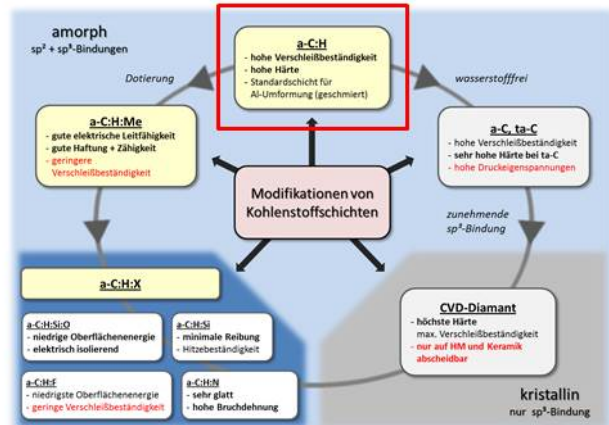 amorph
sp² + sp³-Bindungen
a-C:H
- hohe Verschleißbeständigkeit
- hohe Härte
- Standardschicht für
Al-Umformung (geschmiert)
Dotierung
wasserstofffrei
a-C:H:Me
- gute elektrische Leitfähigkeit
- gute Haftung + Zähigkeit
- geringere
Verschleißbeständigkeit
a-C, ta-C
- hohe Verschleißbeständigkeit
- sehr hohe Härte bei ta-C
- hohe Druckeigenspannungen
Modifikationen von
Kohlenstoffschichten
zunehmende
sp³-Bindung
a-C:H:X
a-C:H:Si:O
- niedrige Oberflächenenergie
- elektrisch isolierend
a-C:H:Si
- minimale Reibung
- Hitzebeständigkeit
a-C:H:F
- niedrigste Oberflächenenergie
- geringe Verschleißbeständigkeit
a-C:H:N
- sehr glatt
- hohe Bruchdehnung
CVD-Diamant
- höchste Härte
max. Verschleißbeständigkeit
- nur auf HM und Keramik
abscheidbar
kristallin
nur sp³-Bindung